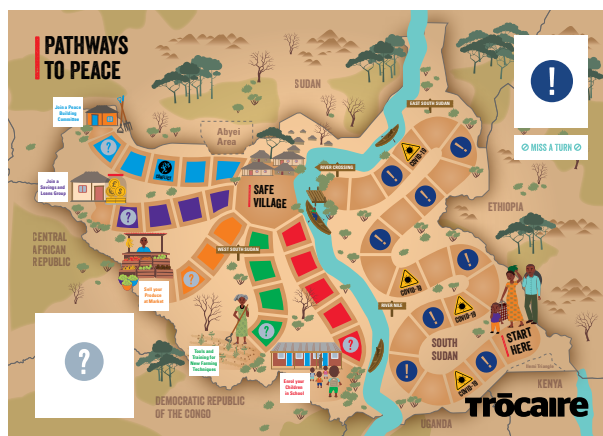 PATHWAYS
TO PEACE
SUDAN
!
⊘ MISS A TURN ⊘
Join a Peace
Building
Committee
?
Abyei
Area
EAST SOUTH SUDAN
COVID-19
!
RIVER CROSSING
!
!
Join a
Savings and
Loans Group
?
SAFE
VILLAGE
ETHIOPIA
CENTRAL
AFRICAN
REPUBLIC
WEST SOUTH SUDAN
!
!
?
Sell your
Produce
at Market
COVID-19
COVID-19
RIVER NILE
!
START
HERE
?
?
?
SOUTH
SUDAN
Tools and
Training for
New Farming
Techniques
!
!
Enrol your
Children
in School
COVID-19
KENYA
DEMOCRATIC REPUBLIC
OF THE CONGO
UGANDA
Trōcaire